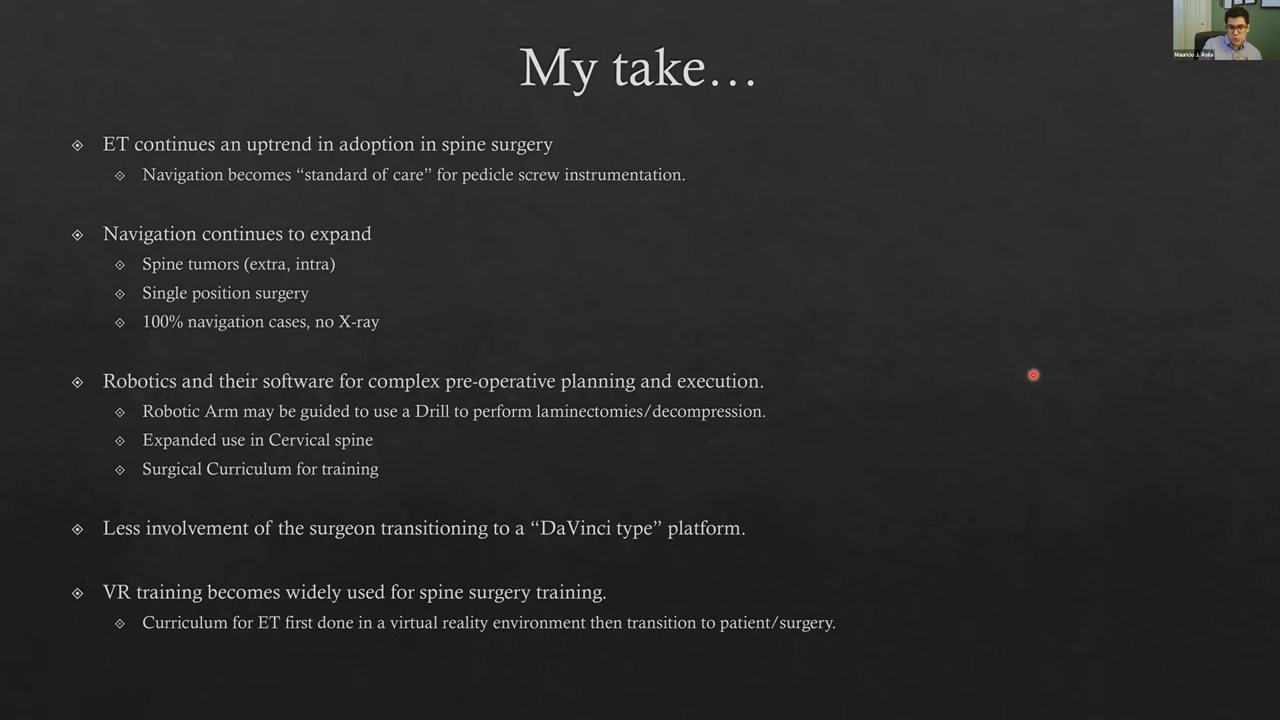 My take…
Mauricio J. Avila
ET continues an uptrend in adoption in spine surgery
Navigation becomes “standard of care” for pedicle screw instrumentation.
Navigation continues to expand
Spine tumors (extra, intra)
Single position surgery
100% navigation cases, no X-ray
Robotics and their software for complex pre-operative planning and execution.
Robotic Arm may be guided to use a Drill to perform laminectomies/decompression.
Expanded use in Cervical spine
Surgical Curriculum for training
Less involvement of the surgeon transitioning to a “DaVinci type” platform.
VR training becomes widely used for spine surgery training.
Curriculum for ET first done in a virtual reality environment then transition to patient/surgery.